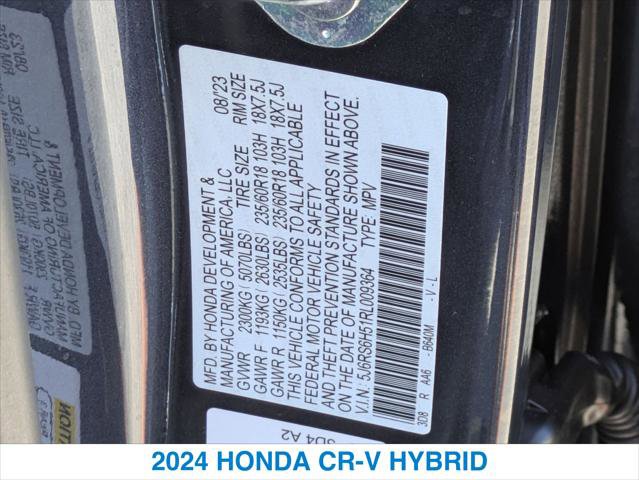 MFD. BY HONDA DEVELOPMENT & 08/23
MANUFACTURING OF AMERICA, LLC
GVWR 2300KG ( 5070LBS) TIRE SIZE RIM SIZE
GAWR F 1193KG ( 2630LBS) 235/60R18 103H 18X7.5J
GAWR R 1150KG ( 2535LBS) 235/60R18 103H 18X7.5J
THIS VEHICLE CONFORMS TO ALL APPLICABLE
FEDERAL MOTOR VEHICLE SAFETY
AND THEFT PREVENTION STANDARDS IN EFFECT
ON THE DATE OF MANUFACTURE SHOWN ABOVE.
V.I.N.: 5J6RS6H51RL009364 TYPE: MPV
3D8 R AA6 - B640M - V - L
2024 HONDA CR-V HYBRID